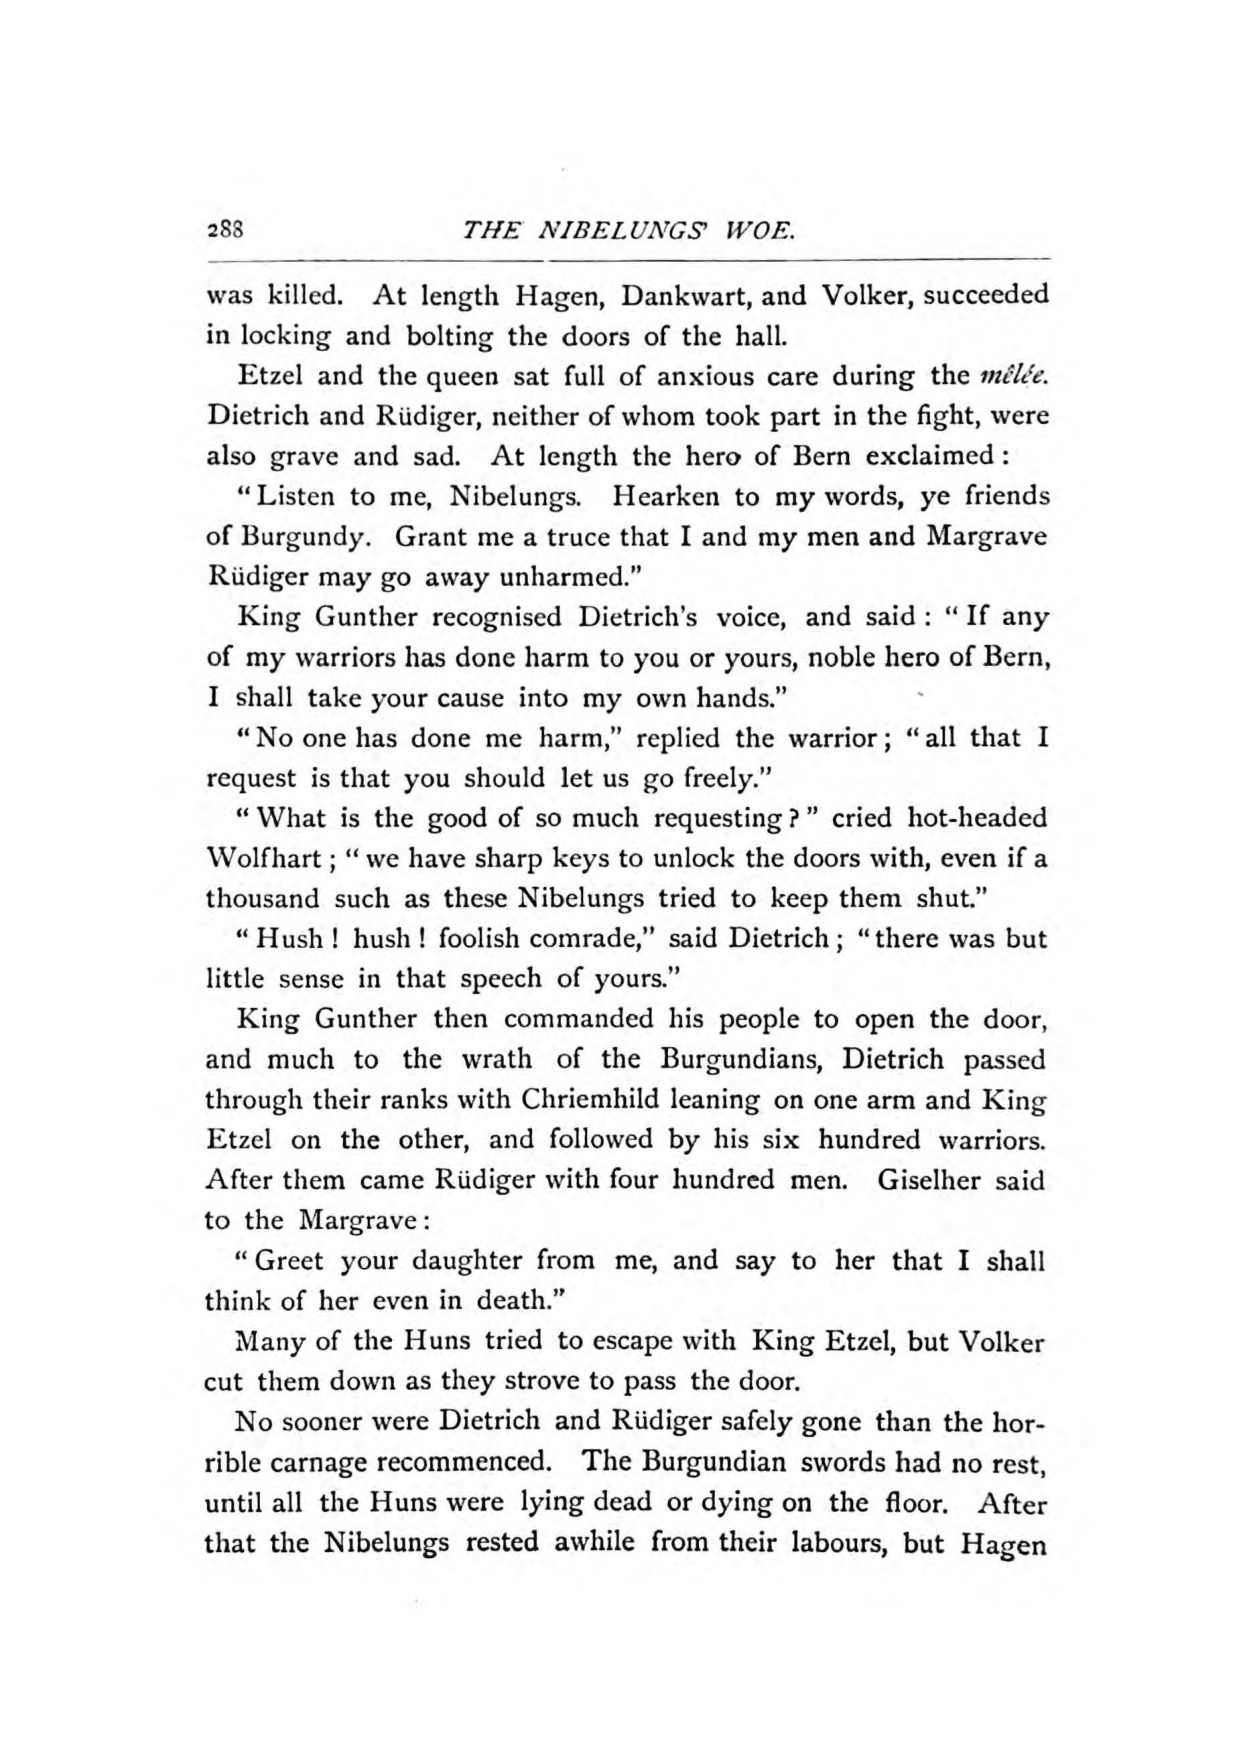 288 THE NIBELUNGS' WOE.
was killed. At length Hagen, Dankwart, and Volker, succeeded
in locking and bolting the doors of the hall.
Etzel and the queen sat full of anxious care during the mêlée.
Dietrich and Rüdiger, neither of whom took part in the fight, were
also grave and sad. At length the hero of Bern exclaimed :
“Listen to me, Nibelungs. Hearken to my words, ye friends
of Burgundy. Grant me a truce that I and my men and Margrave
Rüdiger may go away unharmed.”
King Gunther recognised Dietrich's voice, and said : “If any
of my warriors has done harm to you or yours, noble hero of Bern,
I shall take your cause into my own hands.”
“No one has done me harm,” replied the warrior ; “all that I
request is that you should let us go freely.”
“What is the good of so much requesting ?” cried hot-headed
Wolfhart ; “we have sharp keys to unlock the doors with, even if a
thousand such as these Nibelungs tried to keep them shut.”
“Hush ! hush ! foolish comrade,” said Dietrich ; “there was but
little sense in that speech of yours.”
King Gunther then commanded his people to open the door,
and much to the wrath of the Burgundians, Dietrich passed
through their ranks with Chriemhild leaning on one arm and King
Etzel on the other, and followed by his six hundred warriors.
After them came Rüdiger with four hundred men. Giselher said
to the Margrave :
“Greet your daughter from me, and say to her that I shall
think of her even in death.”
Many of the Huns tried to escape with King Etzel, but Volker
cut them down as they strove to pass the door.
No sooner were Dietrich and Rüdiger safely gone than the hor-
rible carnage recommenced. The Burgundian swords had no rest,
until all the Huns were lying dead or dying on the floor. After
that the Nibelungs rested awhile from their labours, but Hagen